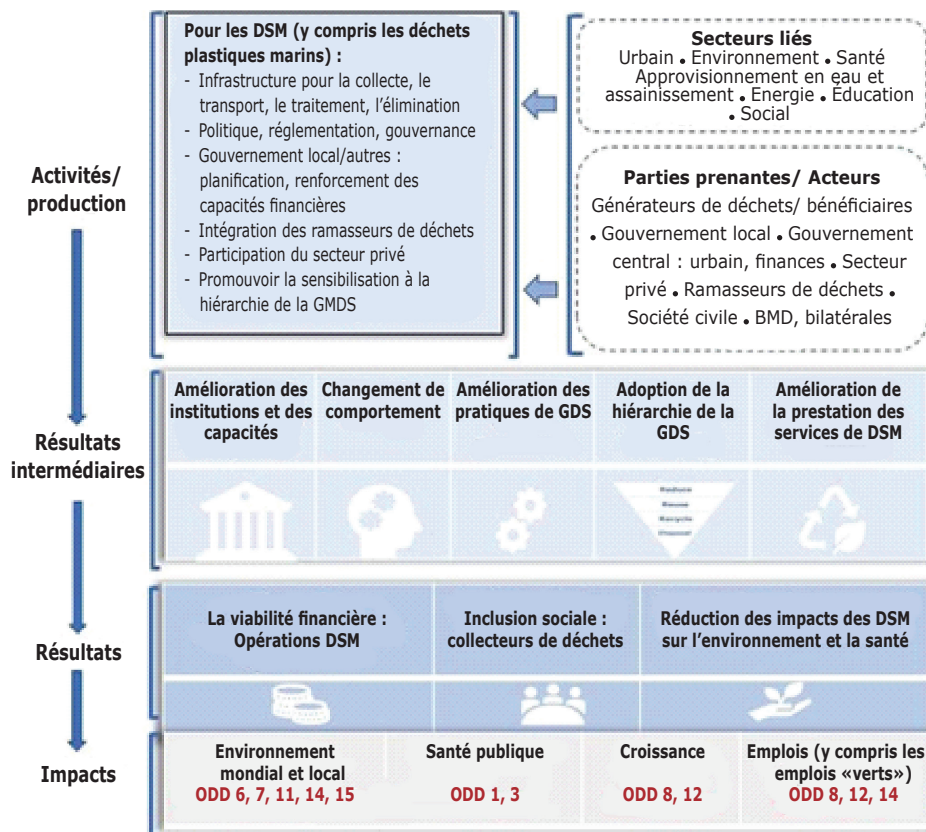 Pour les DSM (y compris les déchets
plastiques marins) :
- Infrastructure pour la collecte, le
transport, le traitement, l'élimination
- Politique, réglementation, gouvernance
- Gouvernement local/autres :
planification, renforcement des
capacités financières
- Intégration des ramasseurs de déchets
- Participation du secteur privé
- Promouvoir la sensibilisation à la
hiérarchie de la GMDS
Secteurs liés
Urbain • Environnement • Santé
Approvisionnement en eau et
assainissement • Energie • Éducation
• Social
Parties prenantes/ Acteurs
Générateurs de déchets/ bénéficiaires
• Gouvernement local • Gouvernement
central : urbain, finances • Secteur
privé • Ramasseurs de déchets •
Société civile • BMD, bilatérales
Activités/
production
Résultats
intermédiaires
Amélioration des
institutions et des
capacités
Changement de
comportement
Amélioration des
pratiques de GDS
Adoption de la
hiérarchie de la
GDS
Reduce
Reuse
Recycle
Amélioration de
la prestation des
services de DSM
Résultats
La viabilité financière :
Opérations DSM
Inclusion sociale :
collecteurs de déchets
Réduction des impacts des DSM
sur l'environnement et la santé
Impacts
Environnement
mondial et local
ODD 6, 7, 11, 14, 15
Santé publique
ODD 1, 3
Croissance
ODD 8, 12
Emplois (y compris les
emplois «verts»)
ODD 8, 12, 14